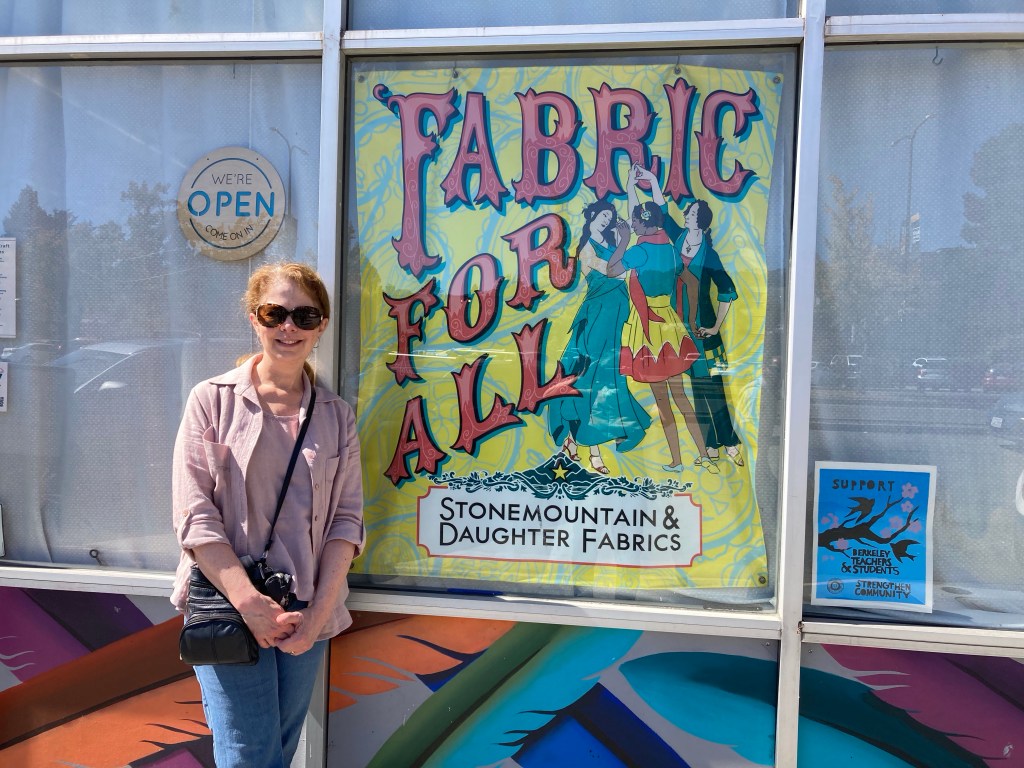 WE'RE
OPEN
COME ON IN
FABRIC
FOR
ALL
STONEMOUNTAIN &
DAUGHTER FABRICS
SUPPORT
BERKELEY
TEACHERS
& STUDENTS
STRENGTHEN
COMMUNITY